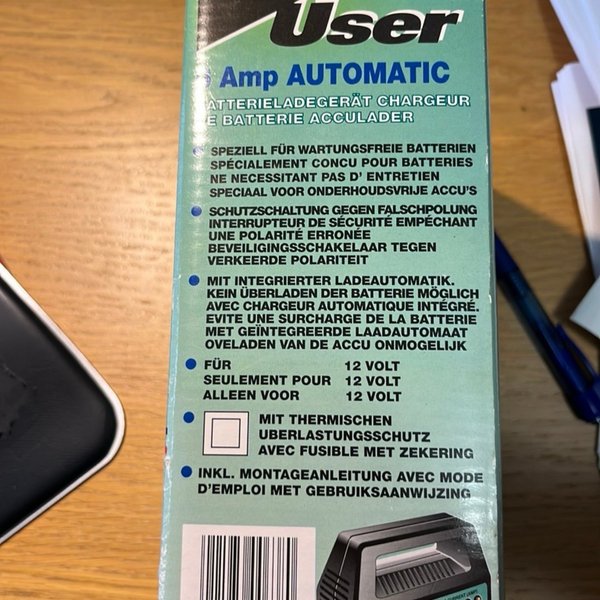 User
Amp AUTOMATIC
BATTERIELADEGERÄT CHARGEUR
DE BATTERIE ACCULADER
SPEZIELL FÜR WARTUNGSFREIE BATTERIEN
SPÉCIALEMENT CONCU POUR BATTERIES
NE NECESSITANT PAS D' ENTRETIEN
SPECIAAL VOOR ONDERHOUDSVRIJE ACCU'S
SCHUTZSCHALTUNG GEGEN FALSCHPOLUNG
INTERRUPTEUR DE SÉCURITÉ EMPÉCHANT
UNE POLARITÉ ERRONÉE
BEVEILIGINGSSCHAKELAAR TEGEN
VERKEERDE POLARITEIT
MIT INTEGRIERTER LADEAUTOMATIK.
KEIN ÜBERLADEN DER BATTERIE MÖGLICH
AVEC CHARGEUR AUTOMATIQUE INTÉGRÉ.
EVITE UNE SURCHARGE DE LA BATTERIE
MET GEÏNTEGREERDE LAADAUTOMAAT
OVELADEN VAN DE ACCU ONMOGELIJK
FÜR 12 VOLT
SEULEMENT POUR 12 VOLT
ALLEEN VOOR 12 VOLT
MIT THERMISCHEN
UBERLASTUNGSSCHUTZ
AVEC FUSIBLE MET ZEKERING
INKL. MONTAGEANLEITUNG AVEC MODE
D'EMPLOI MET GEBRUIKSAANWIJZING